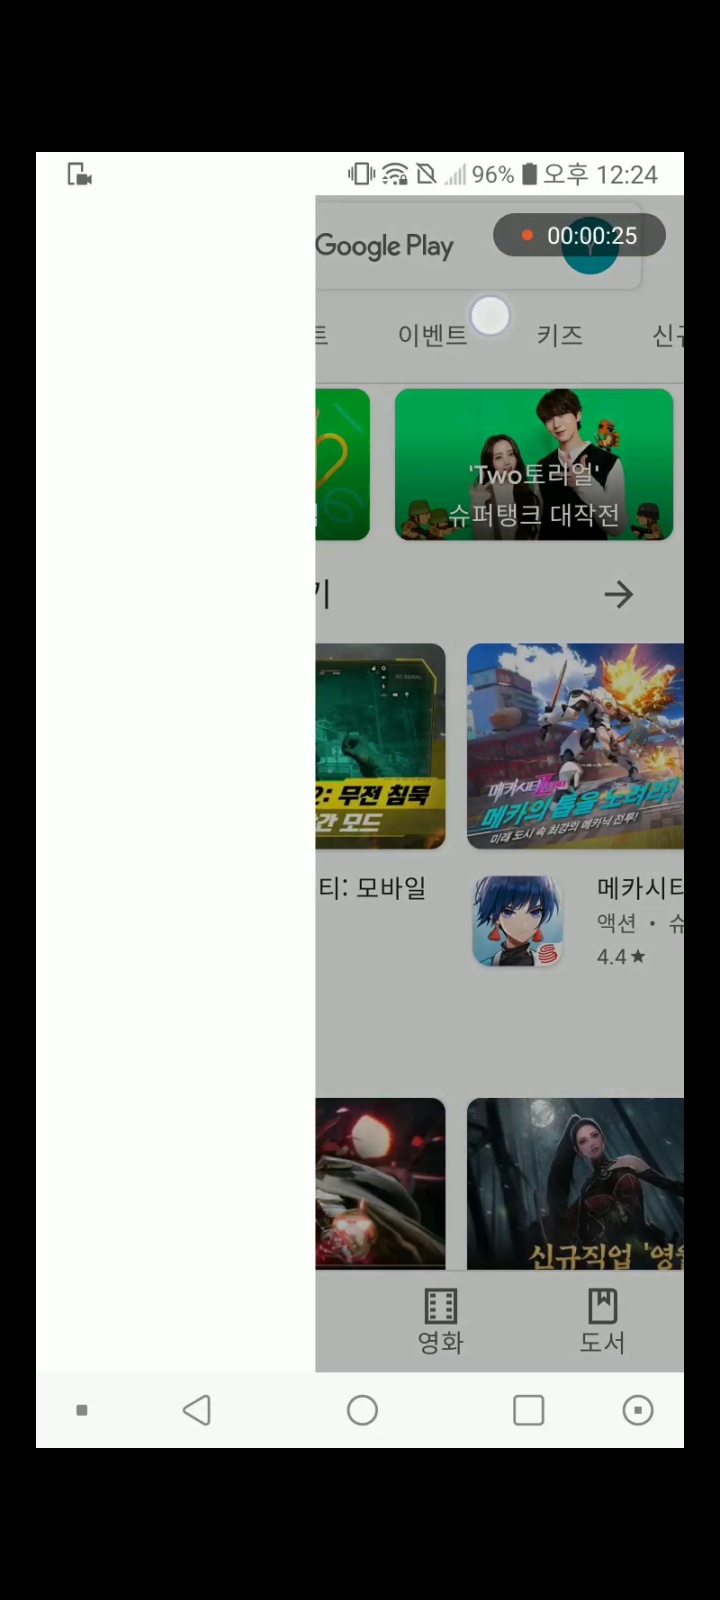 96% 오후 12:24
Google Play
00:00:25
트 이벤트 키즈 신규
'Two토리얼'
슈퍼탱크 대작전
기
NO SIGNAL
2: 무전 침묵
간 모드
메카시티
메카의 톱을 노려라!
미래 도시 속 최강의 메카닉 전투!
티: 모바일
메카시티
액션 · 슈
4.4★
신규직업 '영
영화
도서